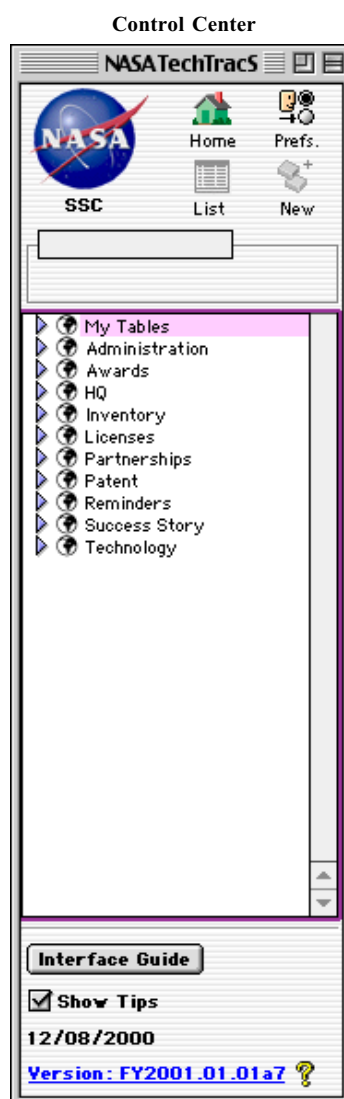 Control Center
NASATechTracS
NASA
Home Prefs.
SSC List New
My Tables
Administration
Awards
HQ
Inventory
Licenses
Partnerships
Patent
Reminders
Success Story
Technology
Interface Guide
Show Tips
12/08/2000
Version: FY2001.01.01a7 ?